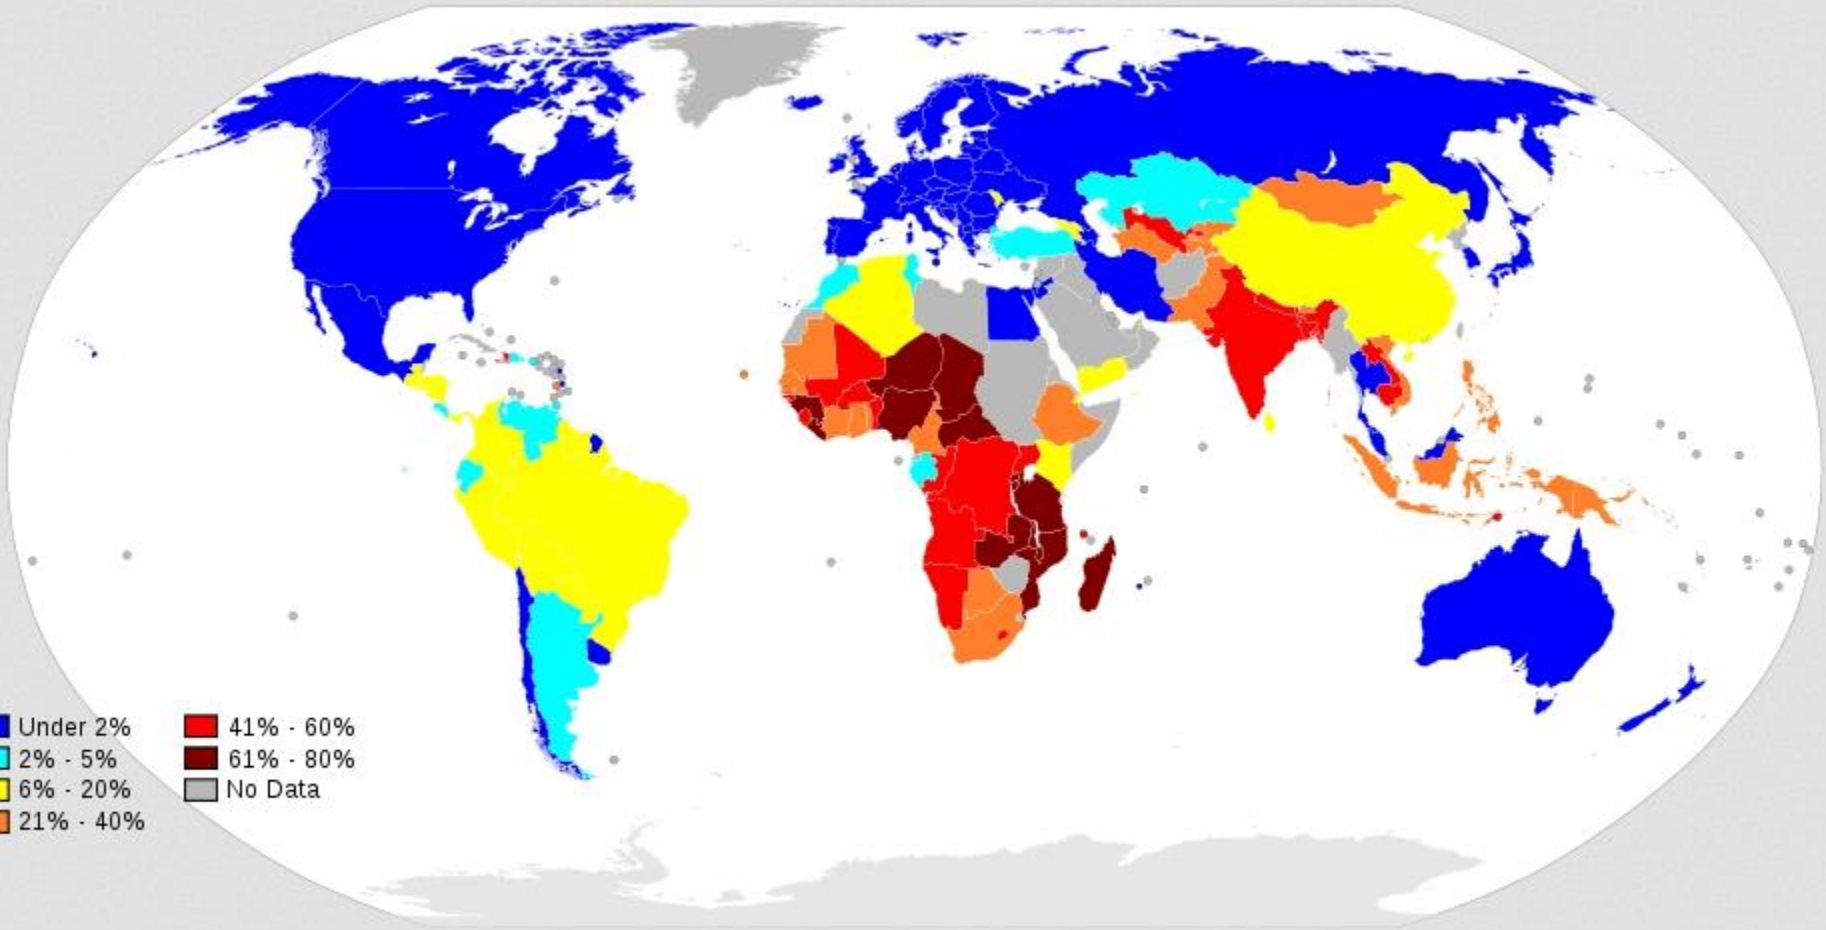 Under 2%
2% - 5%
6% - 20%
21% - 40%
41% - 60%
61% - 80%
No Data